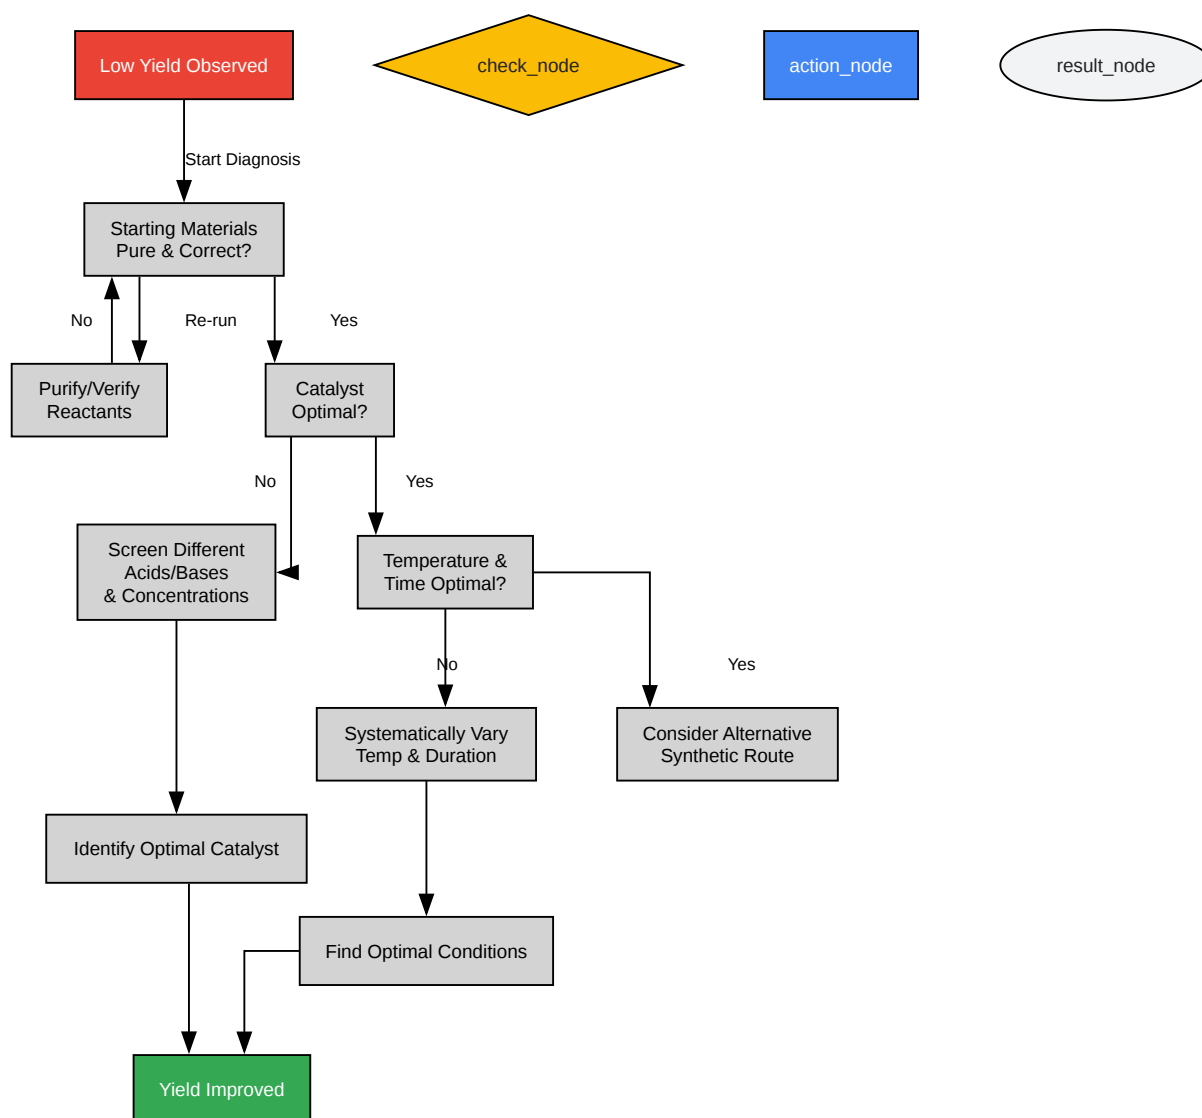 Low Yield Observed
check_node
action_node
result_node
Start Diagnosis
Starting Materials
Pure & Correct?
No
Re-run
Yes
Purify/Verify
Reactants
Catalyst
Optimal?
No
Yes
Screen Different
Acids/Bases
& Concentrations
Temperature &
Time Optimal?
No
Yes
Systematically Vary
Temp & Duration
Consider Alternative
Synthetic Route
Identify Optimal Catalyst
Find Optimal Conditions
Yield Improved